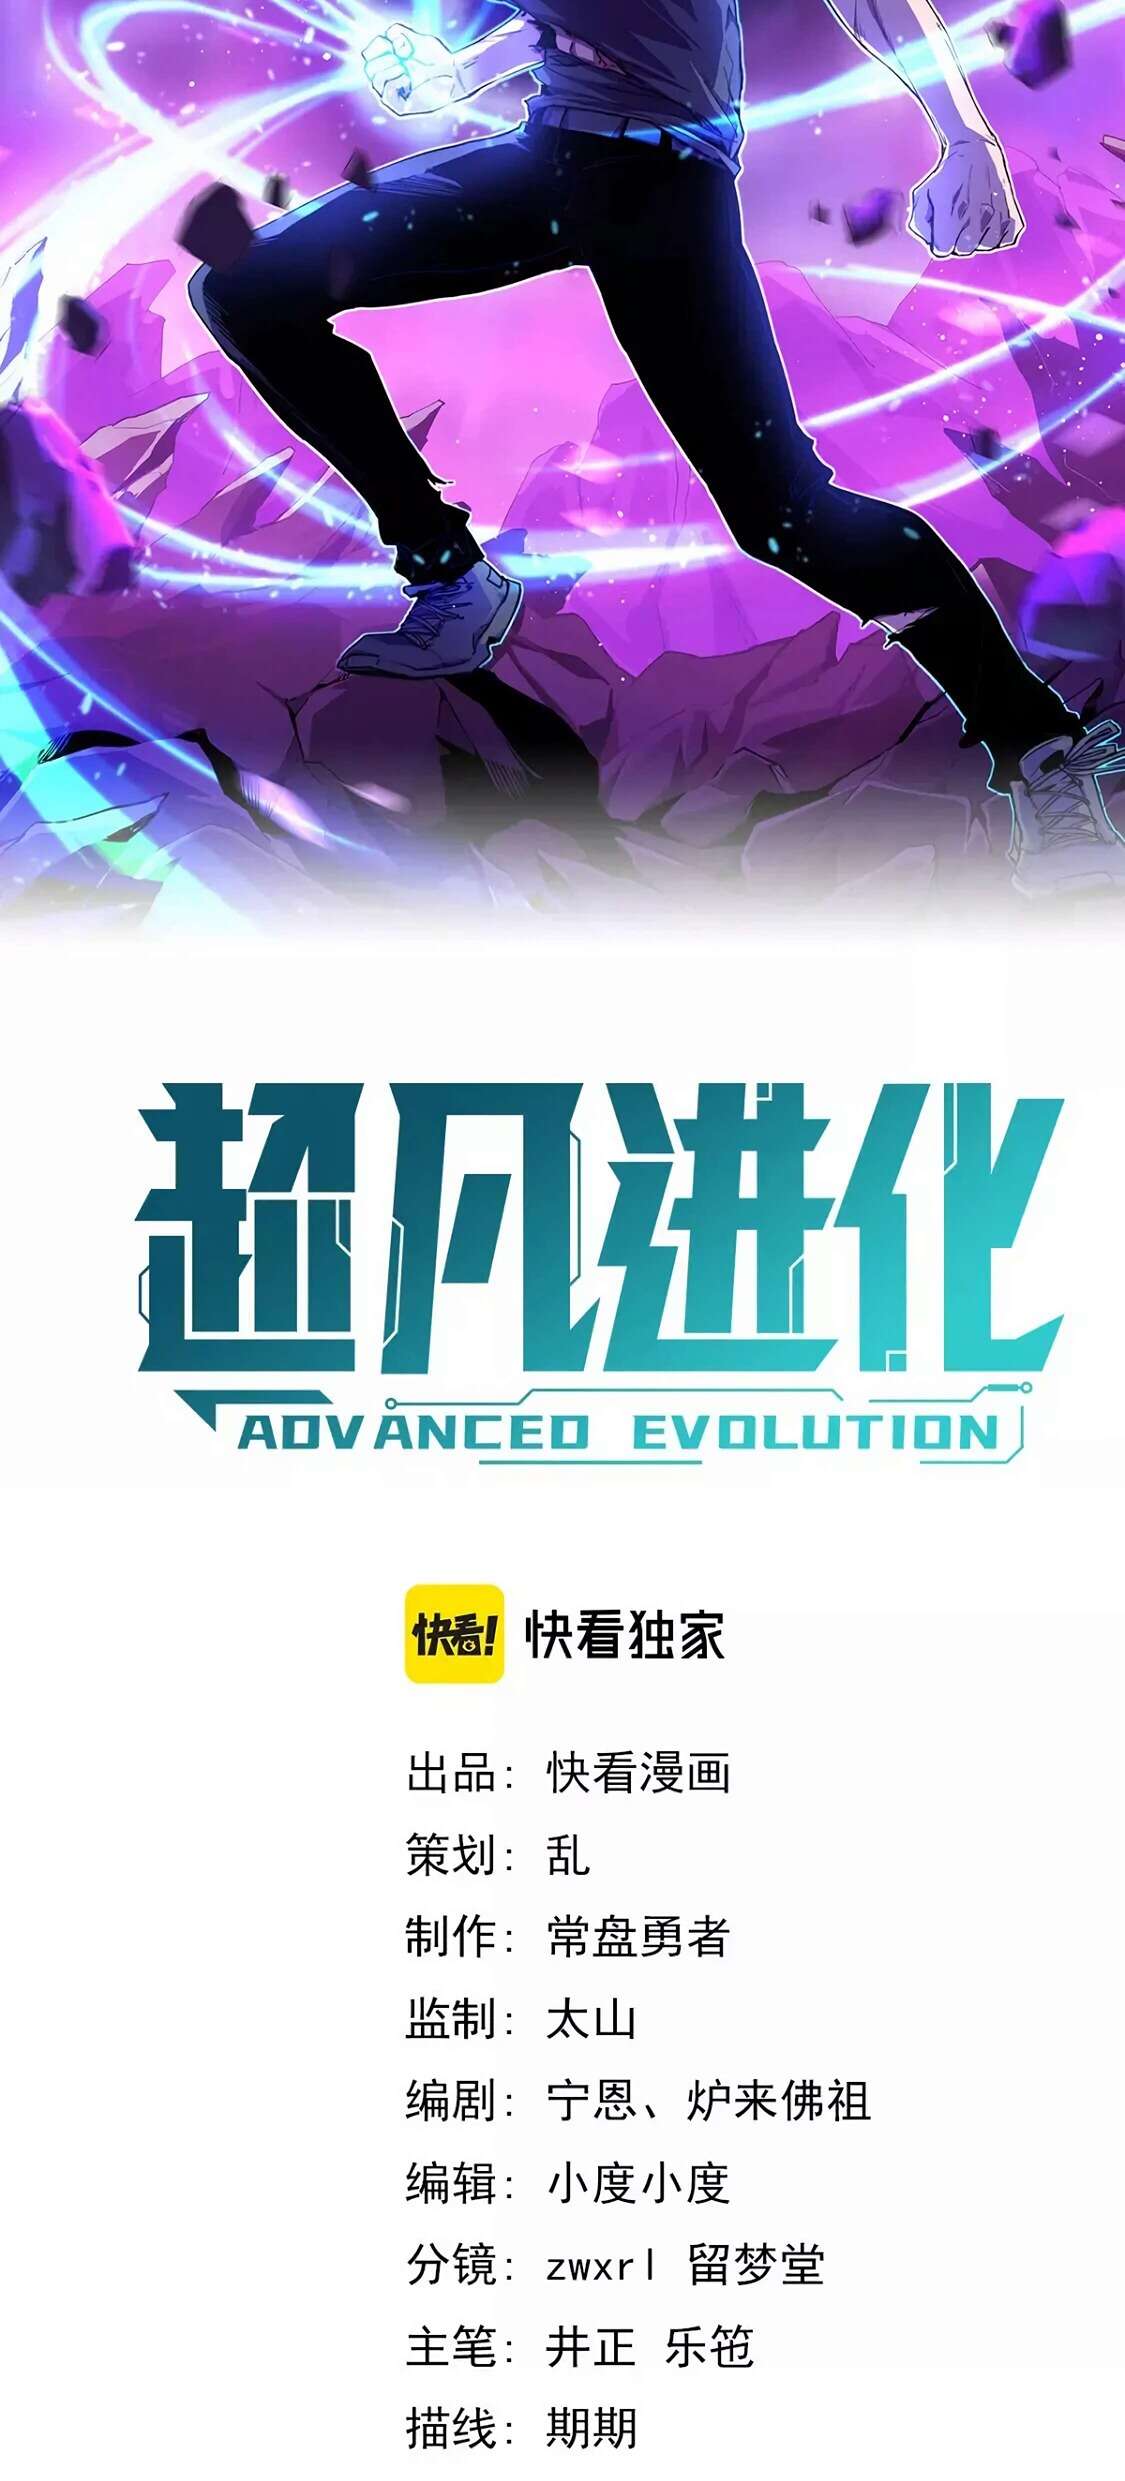 超凡进化
ADVANCED EVOLUTION
快看! 快看独家
出品: 快看漫画
策划: 乱
制作: 常盘勇者
监制: 太山
编剧: 宁恩、炉来佛祖
编辑: 小度小度
分镜: zwxrl 留梦堂
主笔: 井正 乐笆
描线: 期期